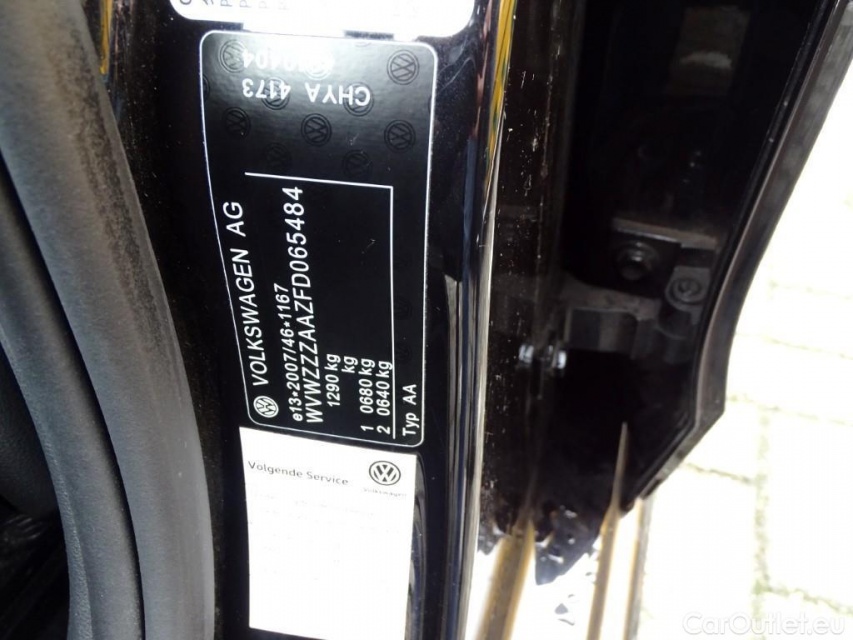 VOLKSWAGEN AG
e13*2007/46*1167
WVWZZZAAZFD065484
1290 kg
kg
1 0680 kg
2 0640 kg
Typ AA
CHYA 4173
Volgende Service
Volkswagen
CarOutlet.eu